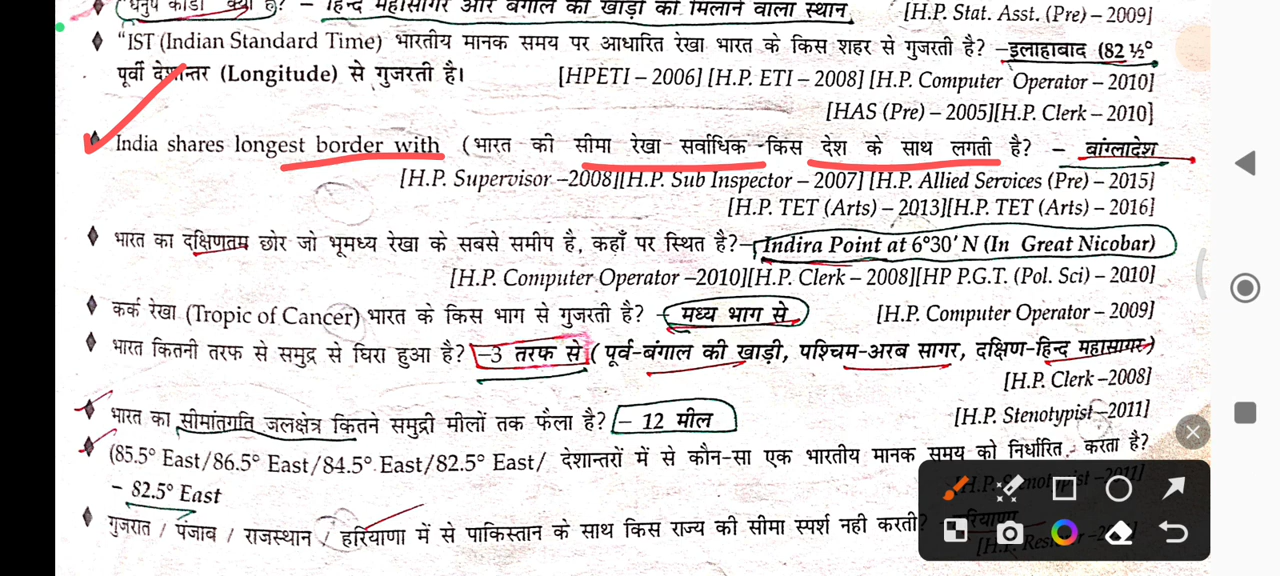 धनुष कोडी क्या है? – हिन्द महासागर और बंगाल की खाड़ी को मिलाने वाला स्थान
[H.P. Stat. Asst. (Pre) – 2009]
"IST (Indian Standard Time) भारतीय मानक समय पर आधारित रेखा भारत के किस शहर से गुजरती है? – इलाहाबाद (82 ½°
पूर्वी देशान्तर (Longitude) से गुजरती है। [HPETI – 2006] [H.P. ETI – 2008] [H.P. Computer Operator – 2010]
[HAS (Pre) – 2005][H.P. Clerk – 2010]
India shares longest border with (भारत की सीमा रेखा सर्वाधिक किस देश के साथ लगती है? – बांग्लादेश
[H.P. Supervisor –2008][H.P. Sub Inspector – 2007] [H.P. Allied Services (Pre) – 2015]
[H.P. TET (Arts) – 2013][H.P. TET (Arts) – 2016]
भारत का दक्षिणतम छोर जो भूमध्य रेखा के सबसे समीप है, कहाँ पर स्थित है?– Indira Point at 6°30' N (In Great Nicobar)
[H.P. Computer Operator –2010][H.P. Clerk – 2008][HP P.G.T. (Pol. Sci) – 2010]
कर्क रेखा (Tropic of Cancer) भारत के किस भाग से गुजरती है? – मध्य भाग से [H.P. Computer Operator – 2009]
भारत कितनी तरफ से समुद्र से घिरा हुआ है? –3 तरफ से (पूर्व-बंगाल की खाड़ी, पश्चिम-अरब सागर, दक्षिण-हिन्द महासागर)
[H.P. Clerk –2008]
भारत का सीमांतगति जलक्षेत्र कितने समुद्री मीलों तक फैला है? – 12 मील [H.P. Stenotypist –2011]
(85.5° East/86.5° East/84.5° East/82.5° East/ देशान्तरों में से कौन-सा एक भारतीय मानक समय को निर्धारित करता है?
– 82.5° East [H.P. Stenotypist –2011]
गुजरात / पंजाब / राजस्थान / हरियाणा में से पाकिस्तान के साथ किस राज्य की सीमा स्पर्श नही करती? – हरियाणा